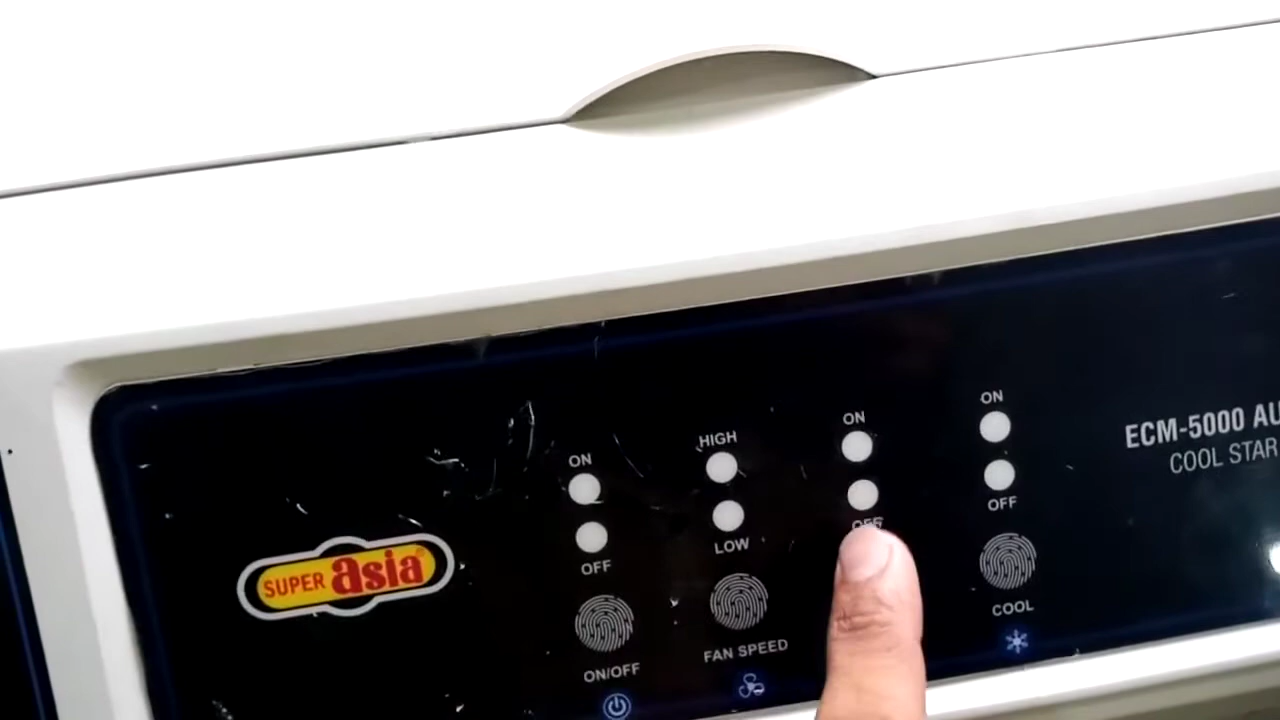 SUPER asia
ON
OFF
ON/OFF
HIGH
LOW
FAN SPEED
ON
OFF
ON
OFF
COOL
ECM-5000
COOL STAR